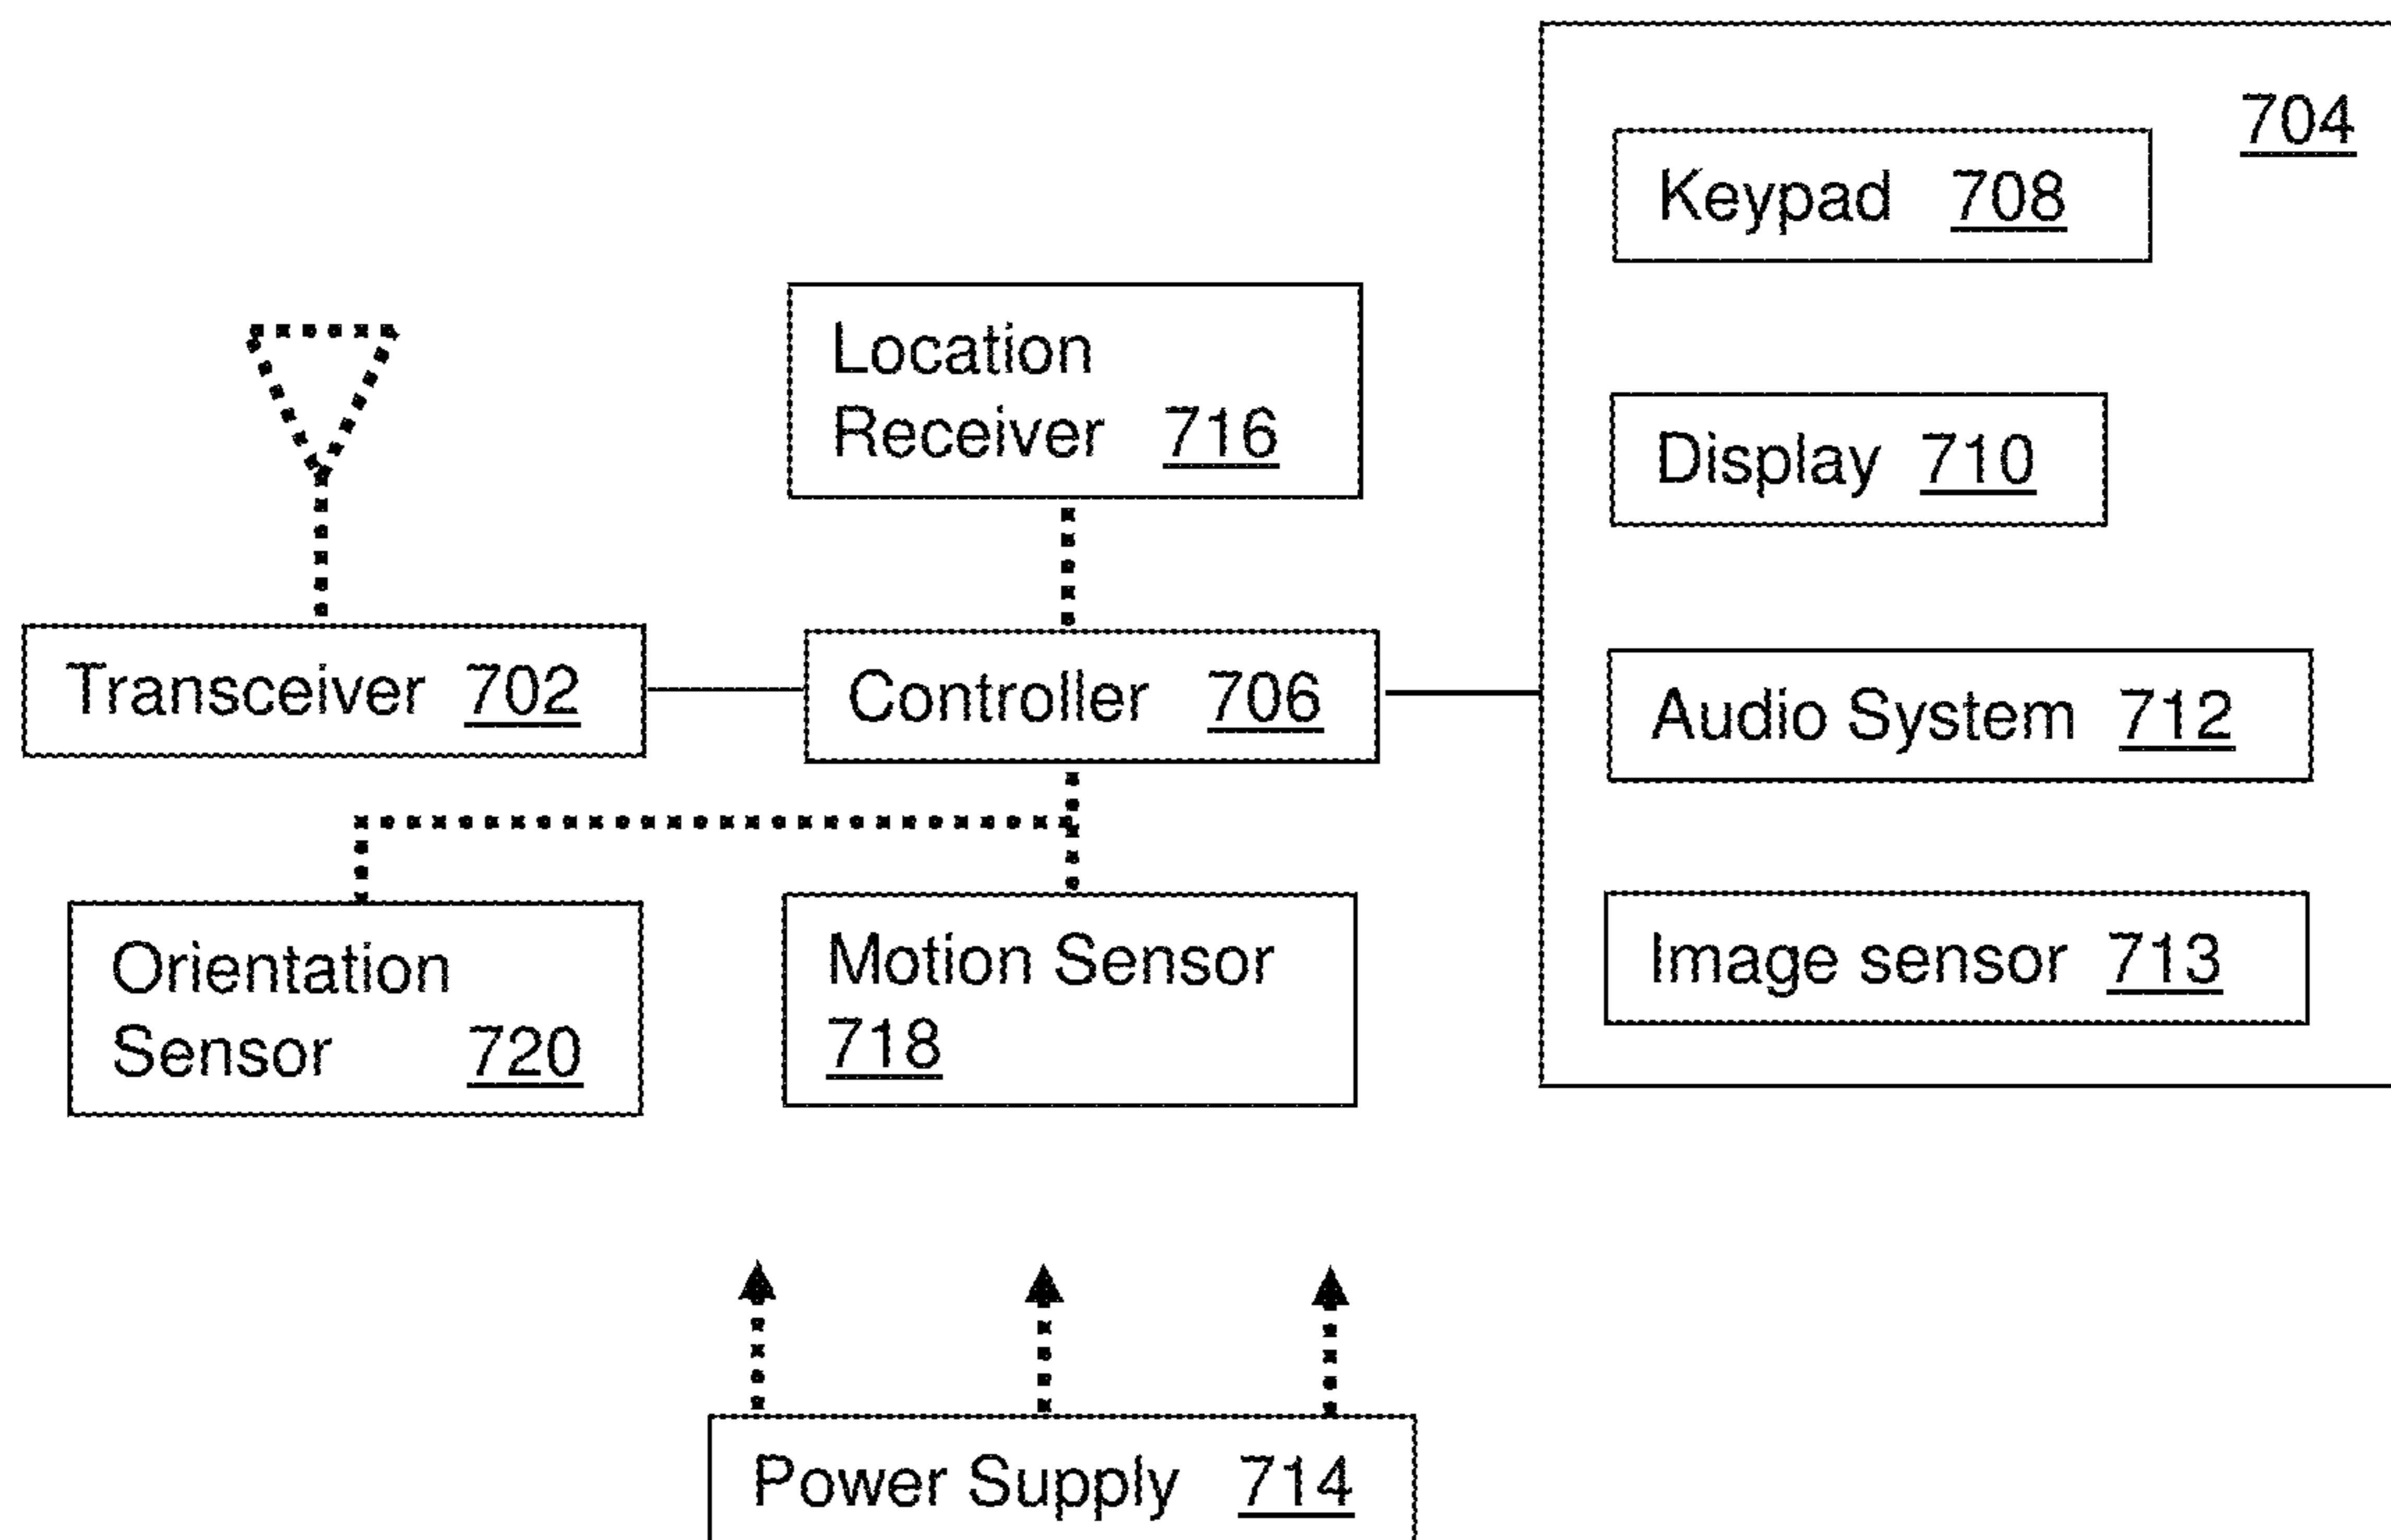 704
Keypad 708
Location
Receiver 716
Display 710
Transceiver 702
Controller 706
Audio System 712
Orientation
Sensor 720
Motion Sensor
718
Image sensor 713
Power Supply 714